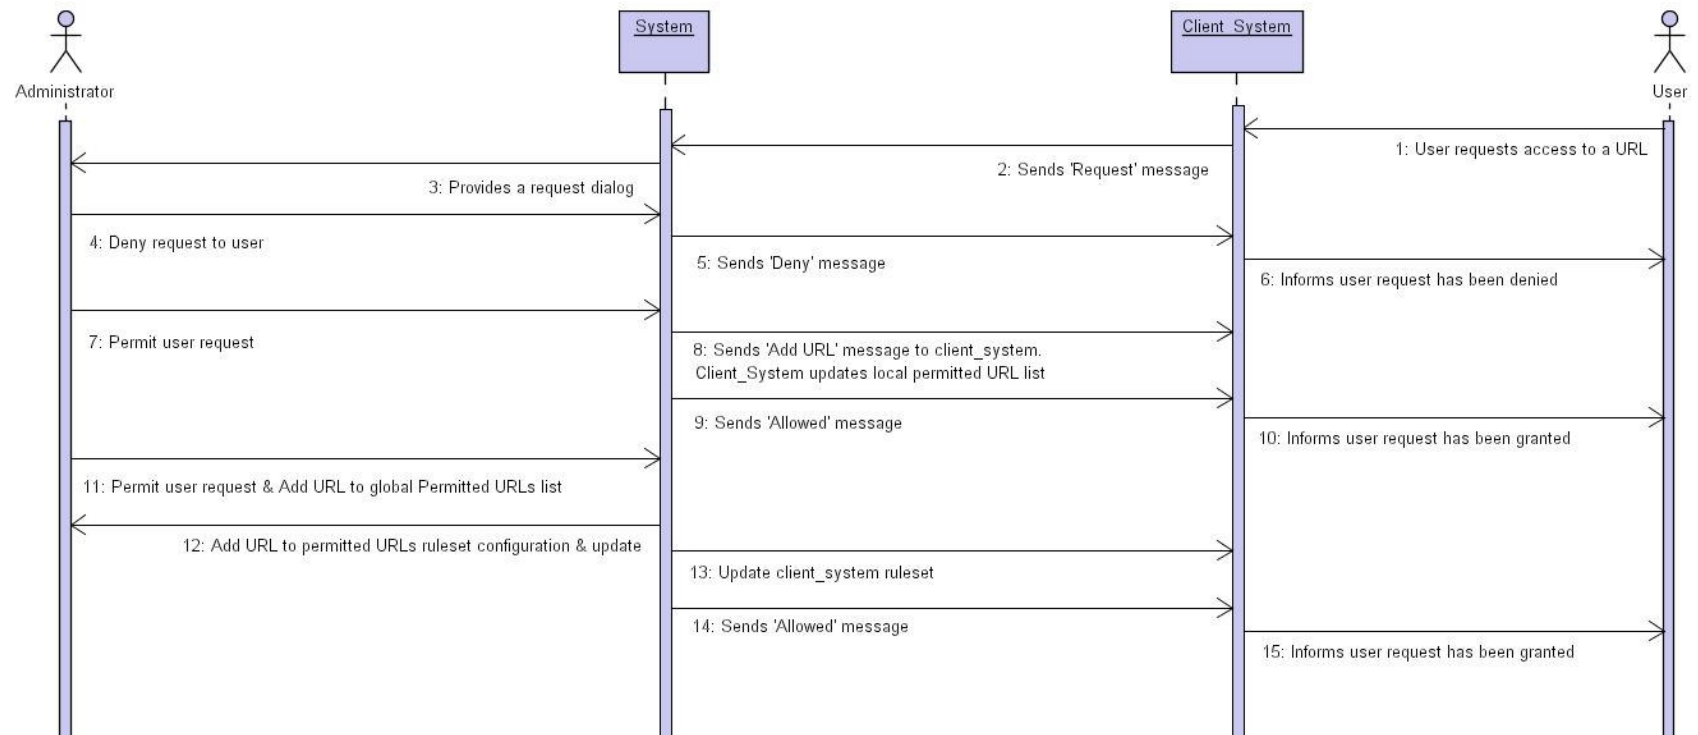 System
Client_System
Administrator
User
1: User requests access to a URL
2: Sends 'Request' message
3: Provides a request dialog
4: Deny request to user
5: Sends 'Deny' message
6: Informs user request has been denied
7: Permit user request
8: Sends 'Add URL' message to client_system.
Client_System updates local permitted URL list
9: Sends 'Allowed' message
10: Informs user request has been granted
11: Permit user request & Add URL to global Permitted URLs list
12: Add URL to permitted URLs ruleset configuration & update
13: Update client_system ruleset
14: Sends 'Allowed' message
15: Informs user request has been granted